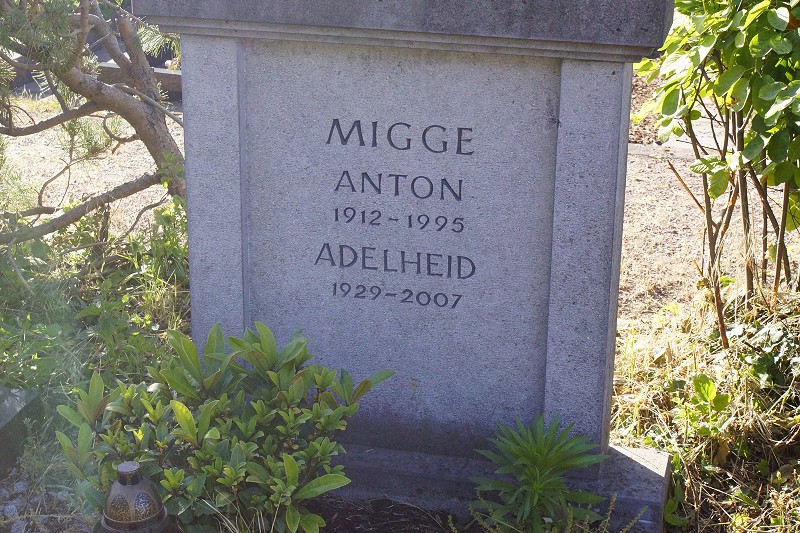 MIGGE
ANTON
1912-1995
ADELHEID
1929-2007